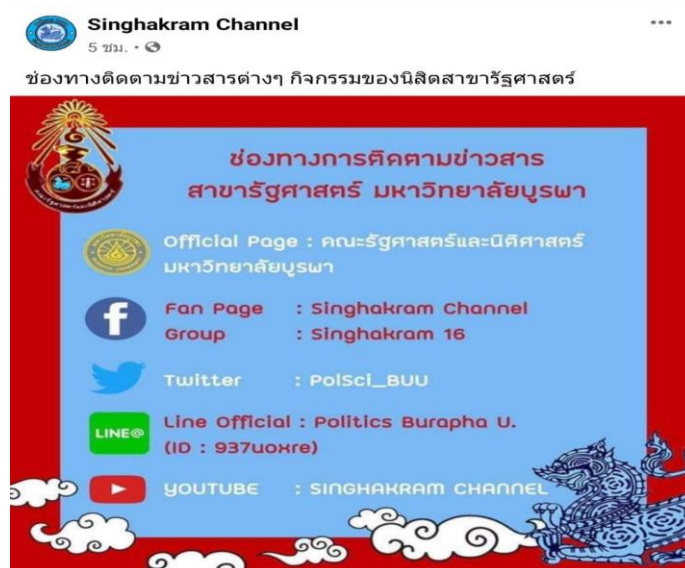 Singhakram Channel
5 ชม.
ช่องทางติดตามข่าวสารต่างๆ กิจกรรมของนิสิตสาขารัฐศาสตร์
ช่องทางการติดตามข่าวสาร
สาขารัฐศาสตร์ มหาวิทยาลัยบูรพา
Official Page : คณะรัฐศาสตร์และนิติศาสตร์
มหาวิทยาลัยบูรพา
Fan Page : Singhakram Channel
Group : Singhakram 16
Twitter : PolSci_BUU
LINE@
Line Official : Politics Burapha U.
(ID : 937uoxre)
YOUTUBE : SINGHAKRAM CHANNEL